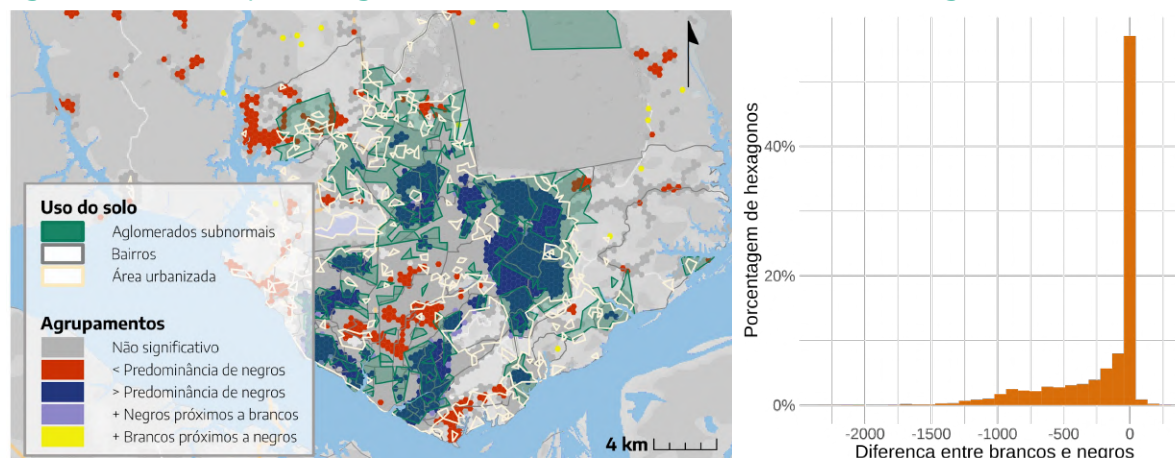 Uso do solo
Aglomerados subnormais
Bairros
Área urbanizada
Agrupamentos
Não significativo
< Predominância de negros
> Predominância de negros
+ Negros próximos a brancos
+ Brancos próximos a negros
4 km
Porcentagem de hexagonos
40%
20%
0%
-2000 -1500 -1000 -500 0
Diferença entre brancos e negros